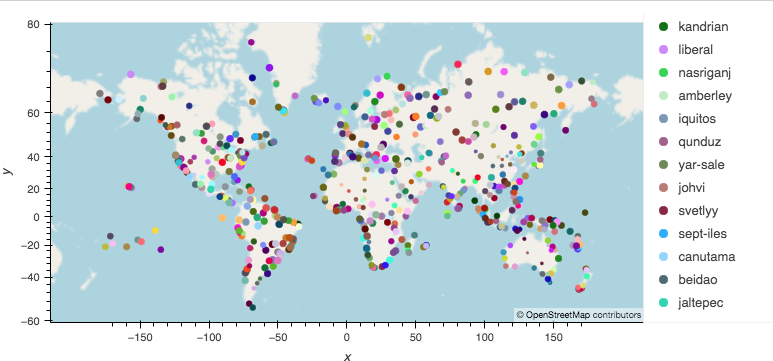 80
60
40
20
0
−20
−40
−60
y
−150
−100
−50
0
50
100
150
x
© OpenStreetMap contributors
kandrian
liberal
nasriganj
amberley
iquitos
qunduz
yar-sale
johvi
svetlyy
sept-iles
canutama
beidao
jaltepec